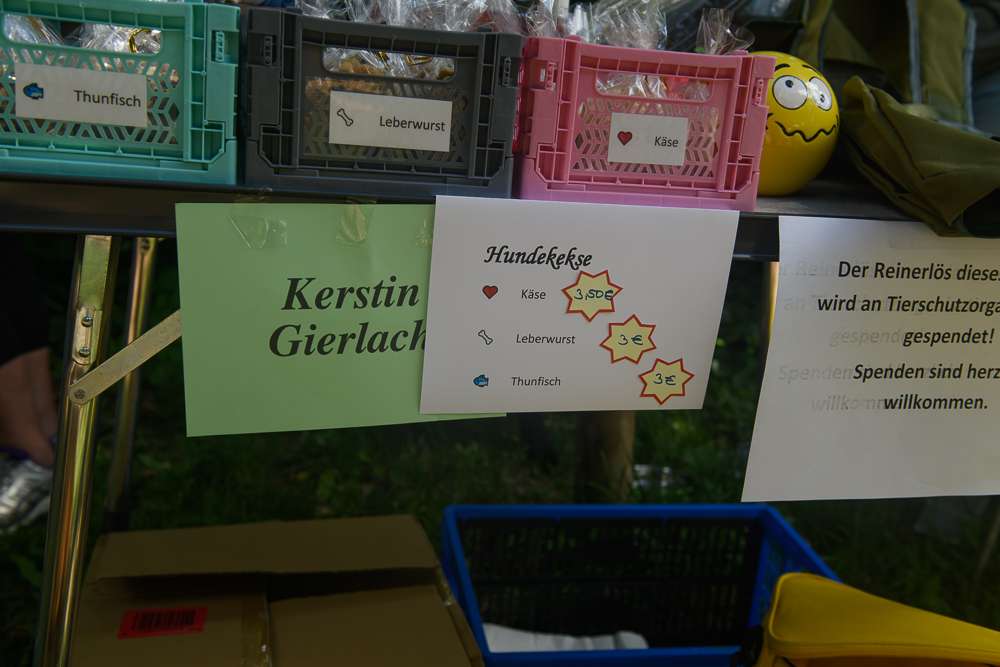 Thunfisch
Leberwurst
Käse
Kerstin
Gierlach
Hundekekse
Käse 3,50€
Leberwurst 3€
Thunfisch 3€
Der Reinerlös diese
wird an Tierschutzorga
gespendet!
Spenden sind herz
willkommen.